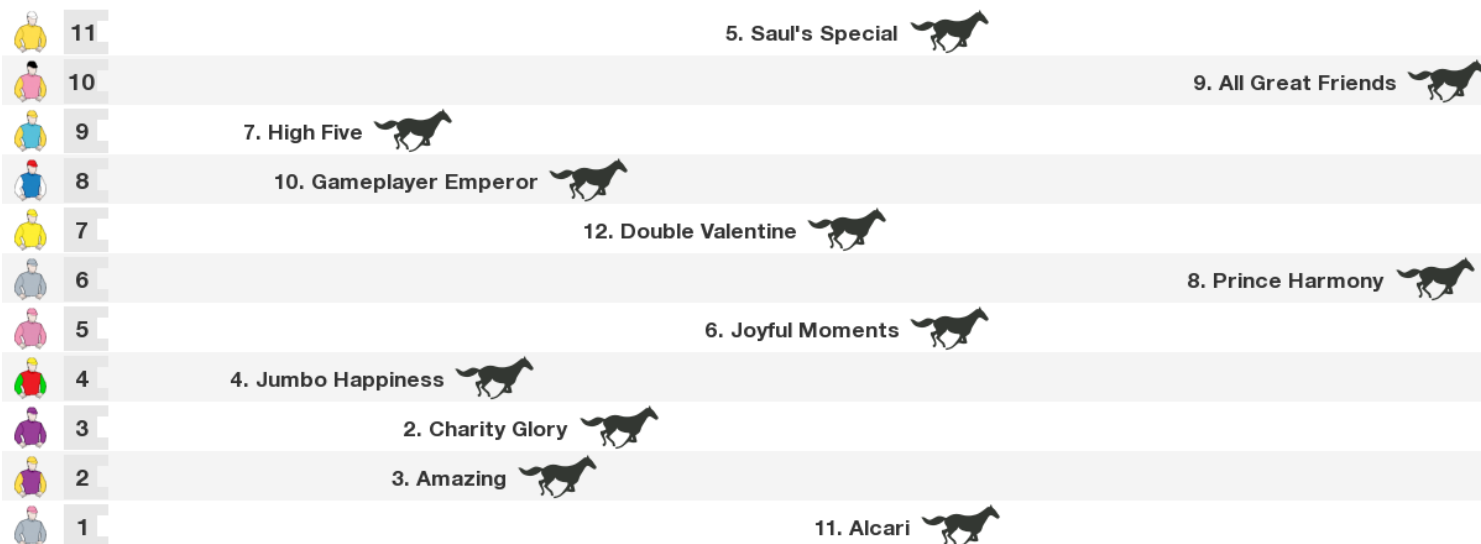 11 5. Saul's Special
10 9. All Great Friends
9 7. High Five
8 10. Gameplayer Emperor
7 12. Double Valentine
6 8. Prince Harmony
5 6. Joyful Moments
4 4. Jumbo Happiness
3 2. Charity Glory
2 3. Amazing
1 11. Alcari